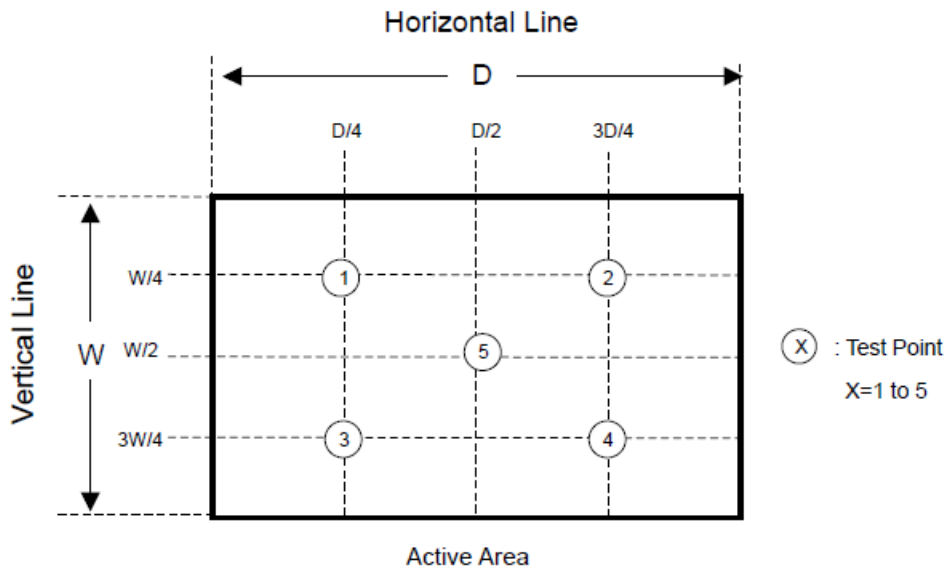 Horizontal Line
D
D/4 D/2 3D/4
W/4
1 2
Vertical Line
W
W/2
5
X : Test Point
X=1 to 5
3W/4
3 4
Active Area